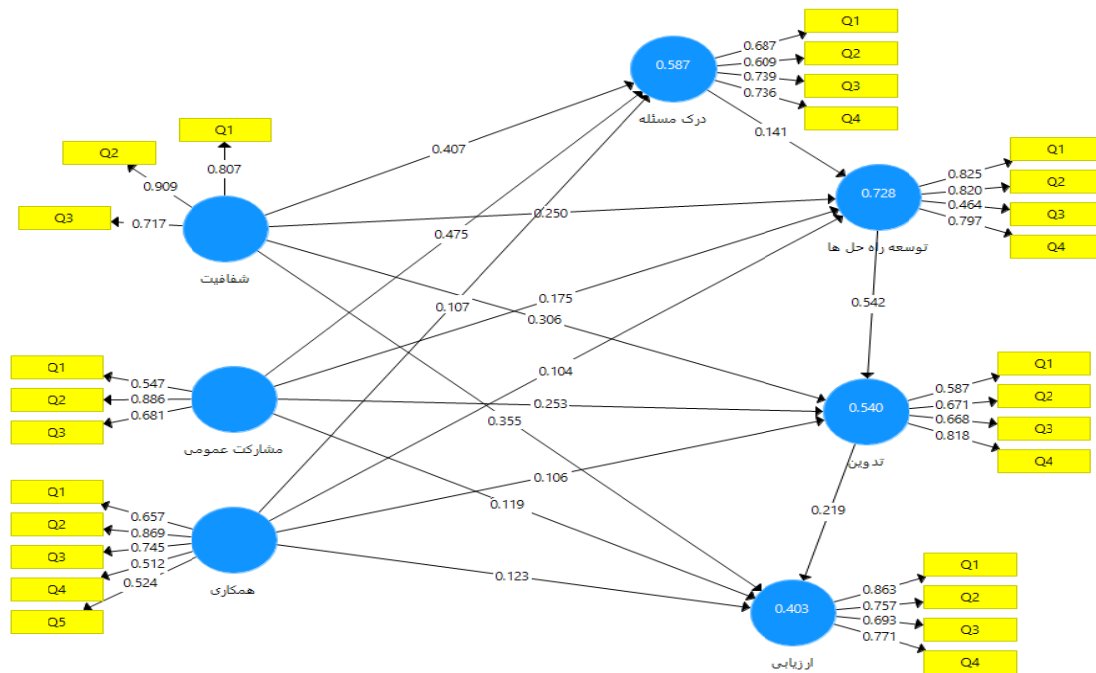 Q1
Q2
Q3
Q4
0.687
0.609
0.739
0.736
0.587
درک مسئله
0.141
Q1
Q2
Q3
0.807
0.909
0.717
شفافیت
0.407
0.250
0.475
0.175
0.107
0.306
0.104
0.253
0.355
0.106
0.119
0.123
Q1
Q2
Q3
Q4
0.825
0.820
0.464
0.797
0.728
توسعه راه حل ها
0.542
Q1
Q2
Q3
0.547
0.886
0.681
مشارکت عمومی
Q1
Q2
Q3
Q4
0.587
0.671
0.668
0.818
0.540
تدوین
0.219
Q1
Q2
Q3
Q4
Q5
0.657
0.869
0.745
0.512
0.524
همکاری
Q1
Q2
Q3
Q4
0.863
0.757
0.693
0.771
0.403
ارزیابی